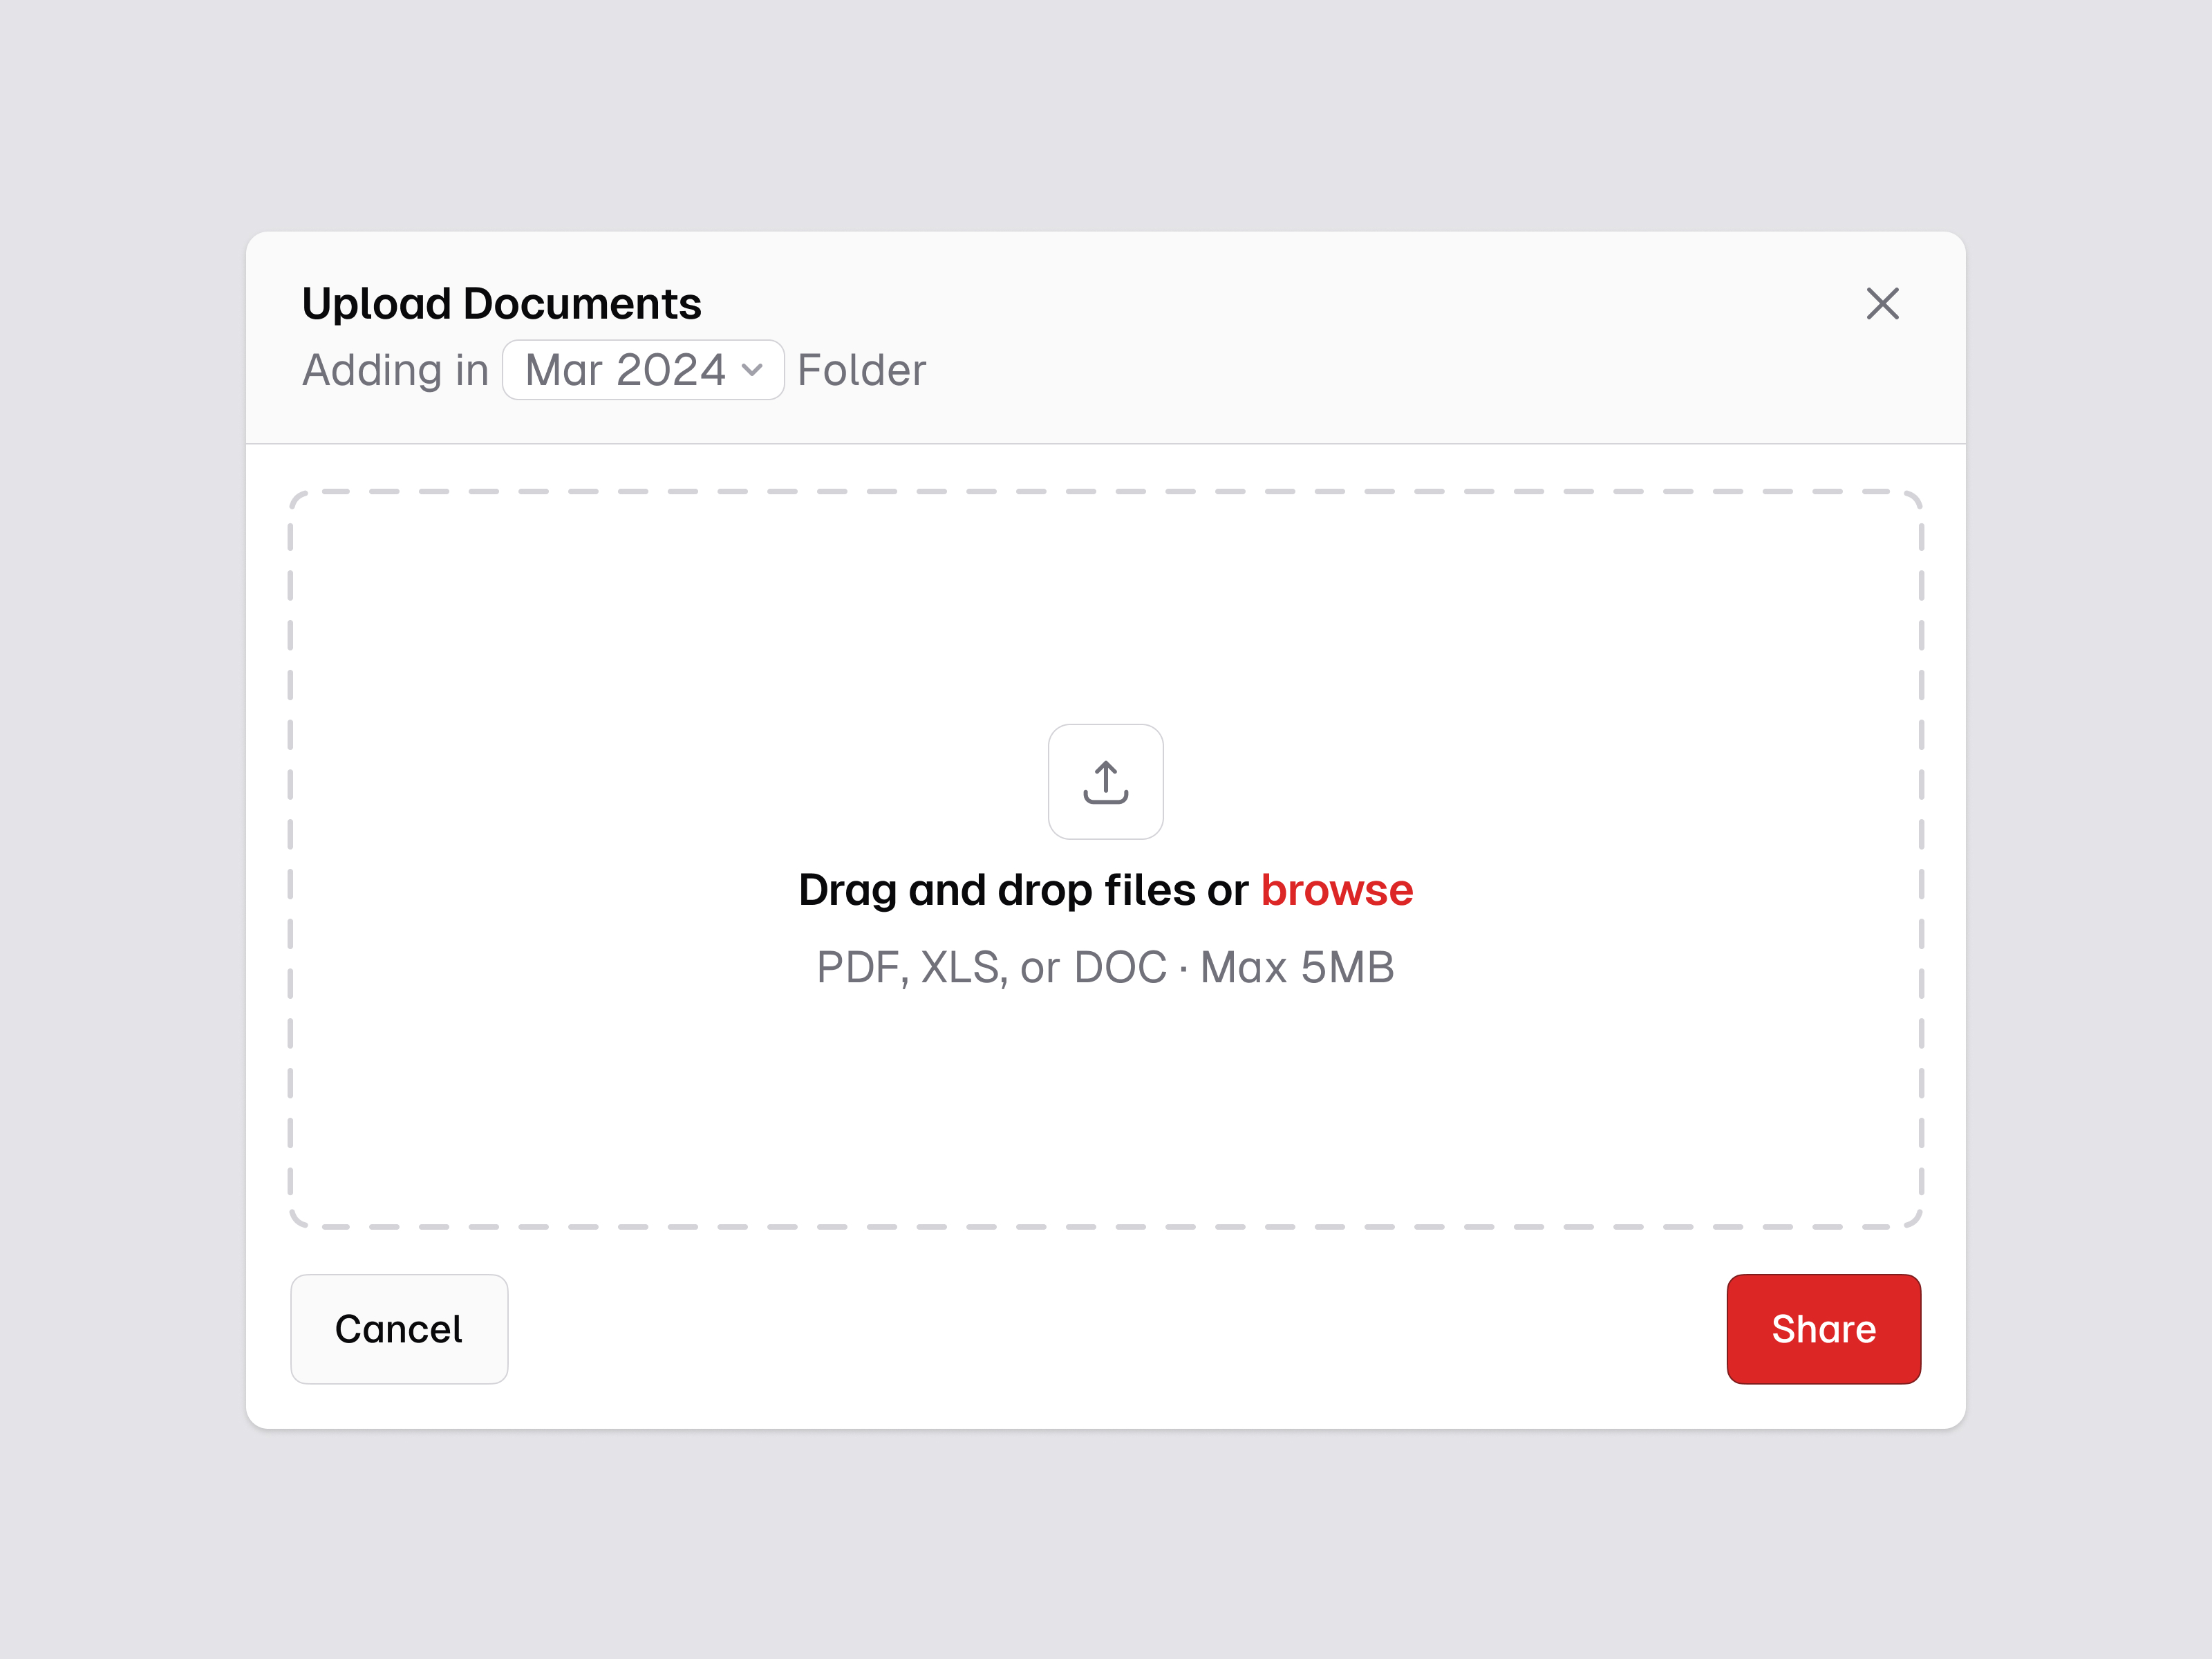 Upload Documents
Adding in Mar 2024 Folder
Drag and drop files or browse
PDF, XLS, or DOC · Max 5MB
Cancel
Share